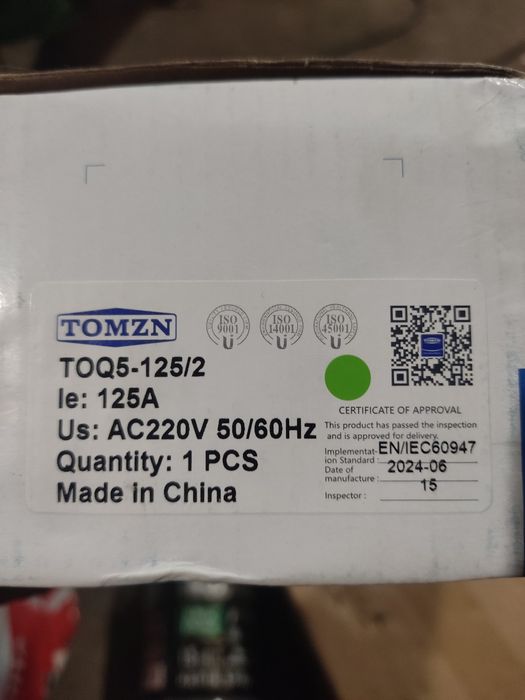 TOMZN
ISO 9001 U
ISO 14001 U
ISO 45001 U
TOQ5-125/2
Ie: 125A
Us: AC220V 50/60Hz
Quantity: 1 PCS
Made in China
CERTIFICATE OF APPROVAL
This product has passed the inspection
and is approved for delivery.
Implementat-
ion Standard : EN/IEC60947
Date of
manufacture : 2024-06
Inspector : 15